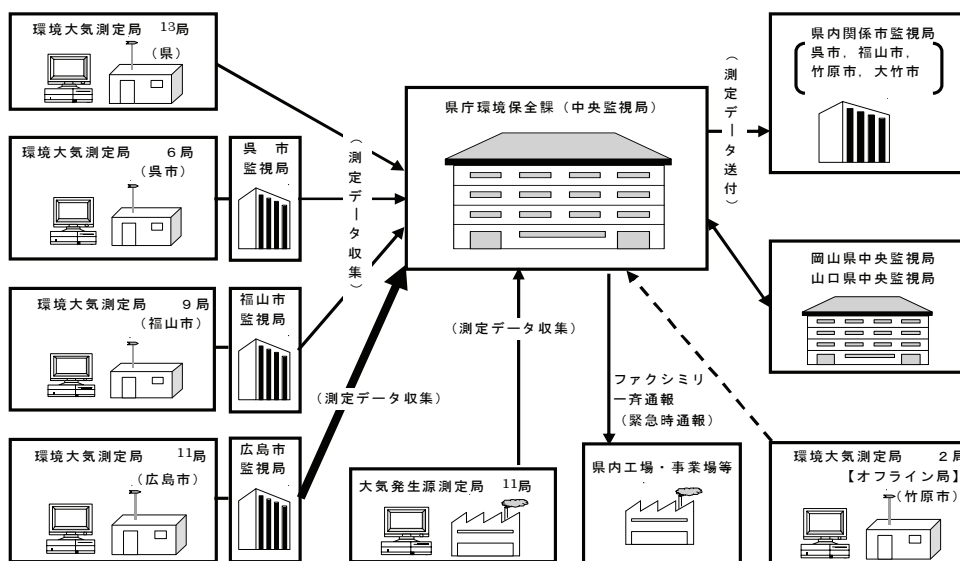 環境大気測定局 13局
（県）
環境大気測定局 6局
（呉市）
呉 市
監視局
環境大気測定局 9局
（福山市）
福山市
監視局
環境大気測定局 11局
（広島市）
広島市
監視局
（測定データ収集）
（測定データ収集）
県庁環境保全課（中央監視局）
（測定データ収集）
大気発生源測定局 11局
ファクシミリ
一斉通報
（緊急時通報）
県内工場・事業場等
（測定データ送付）
県内関係市監視局
呉市，福山市，
竹原市，大竹市
岡山県中央監視局
山口県中央監視局
環境大気測定局 2局
【オフライン局】
（竹原市）